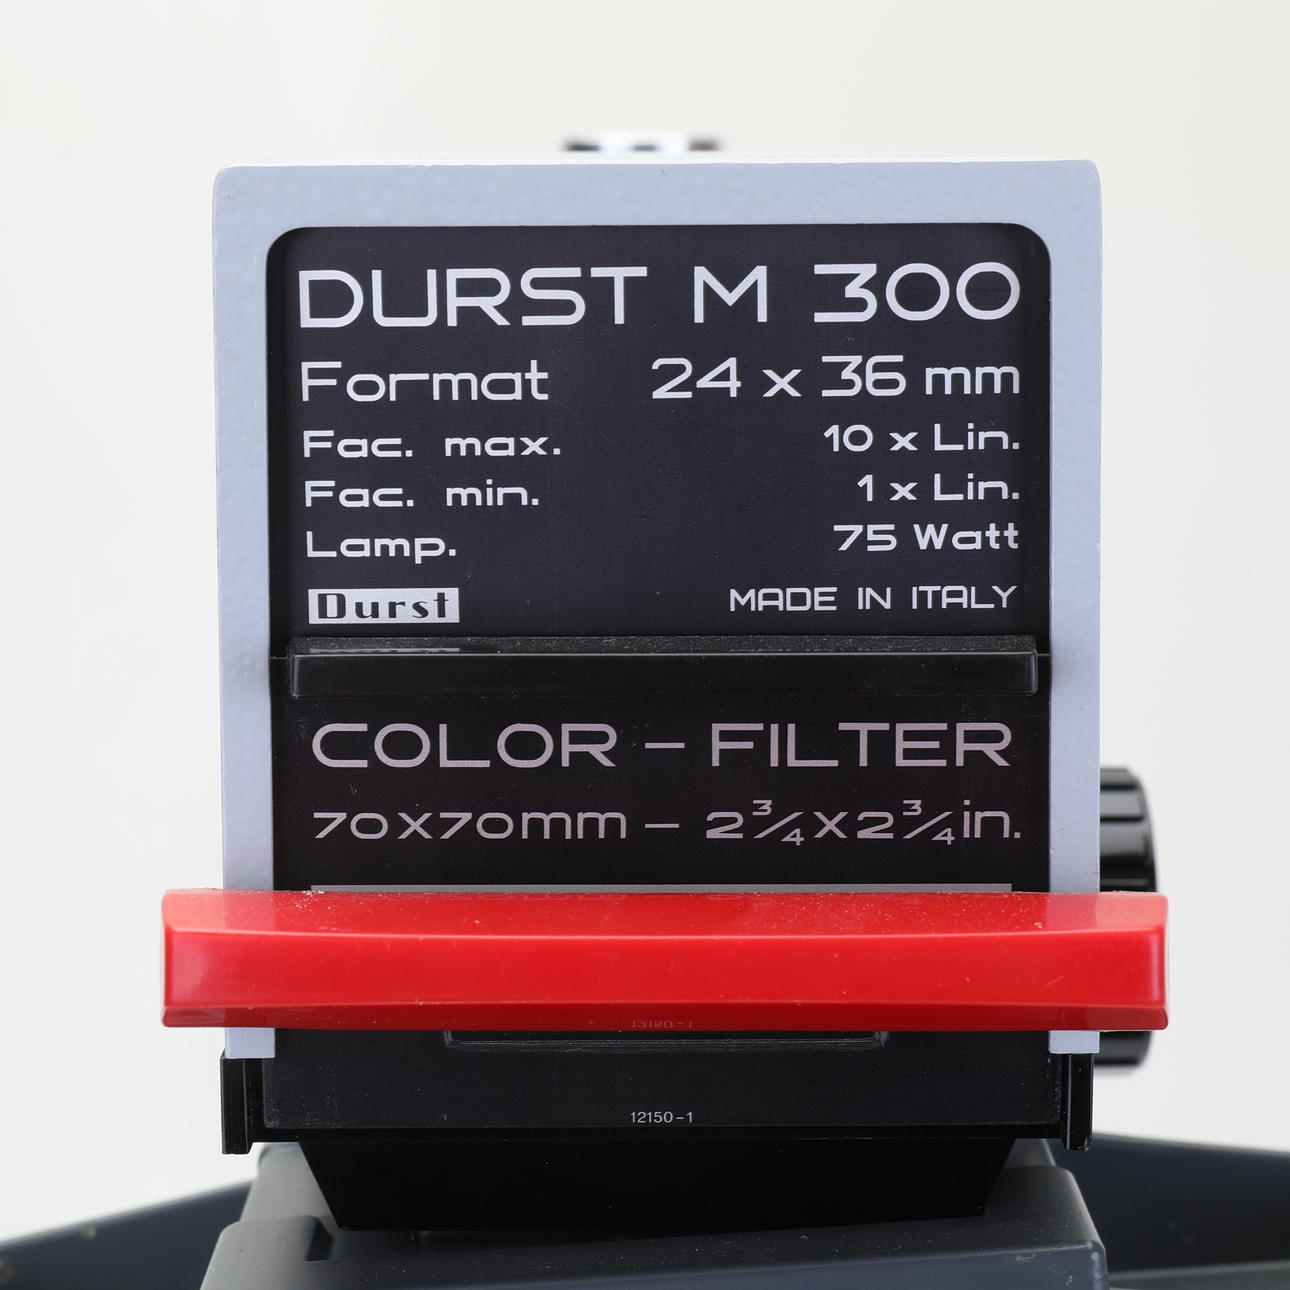 DURST M 300
Format 24 x 36 mm
Fac. max. 10 x Lin.
Fac. min. 1 x Lin.
Lamp. 75 Watt
Durst MADE IN ITALY
COLOR – FILTER
70X70mm – 2¾X2¾in.
12150-1